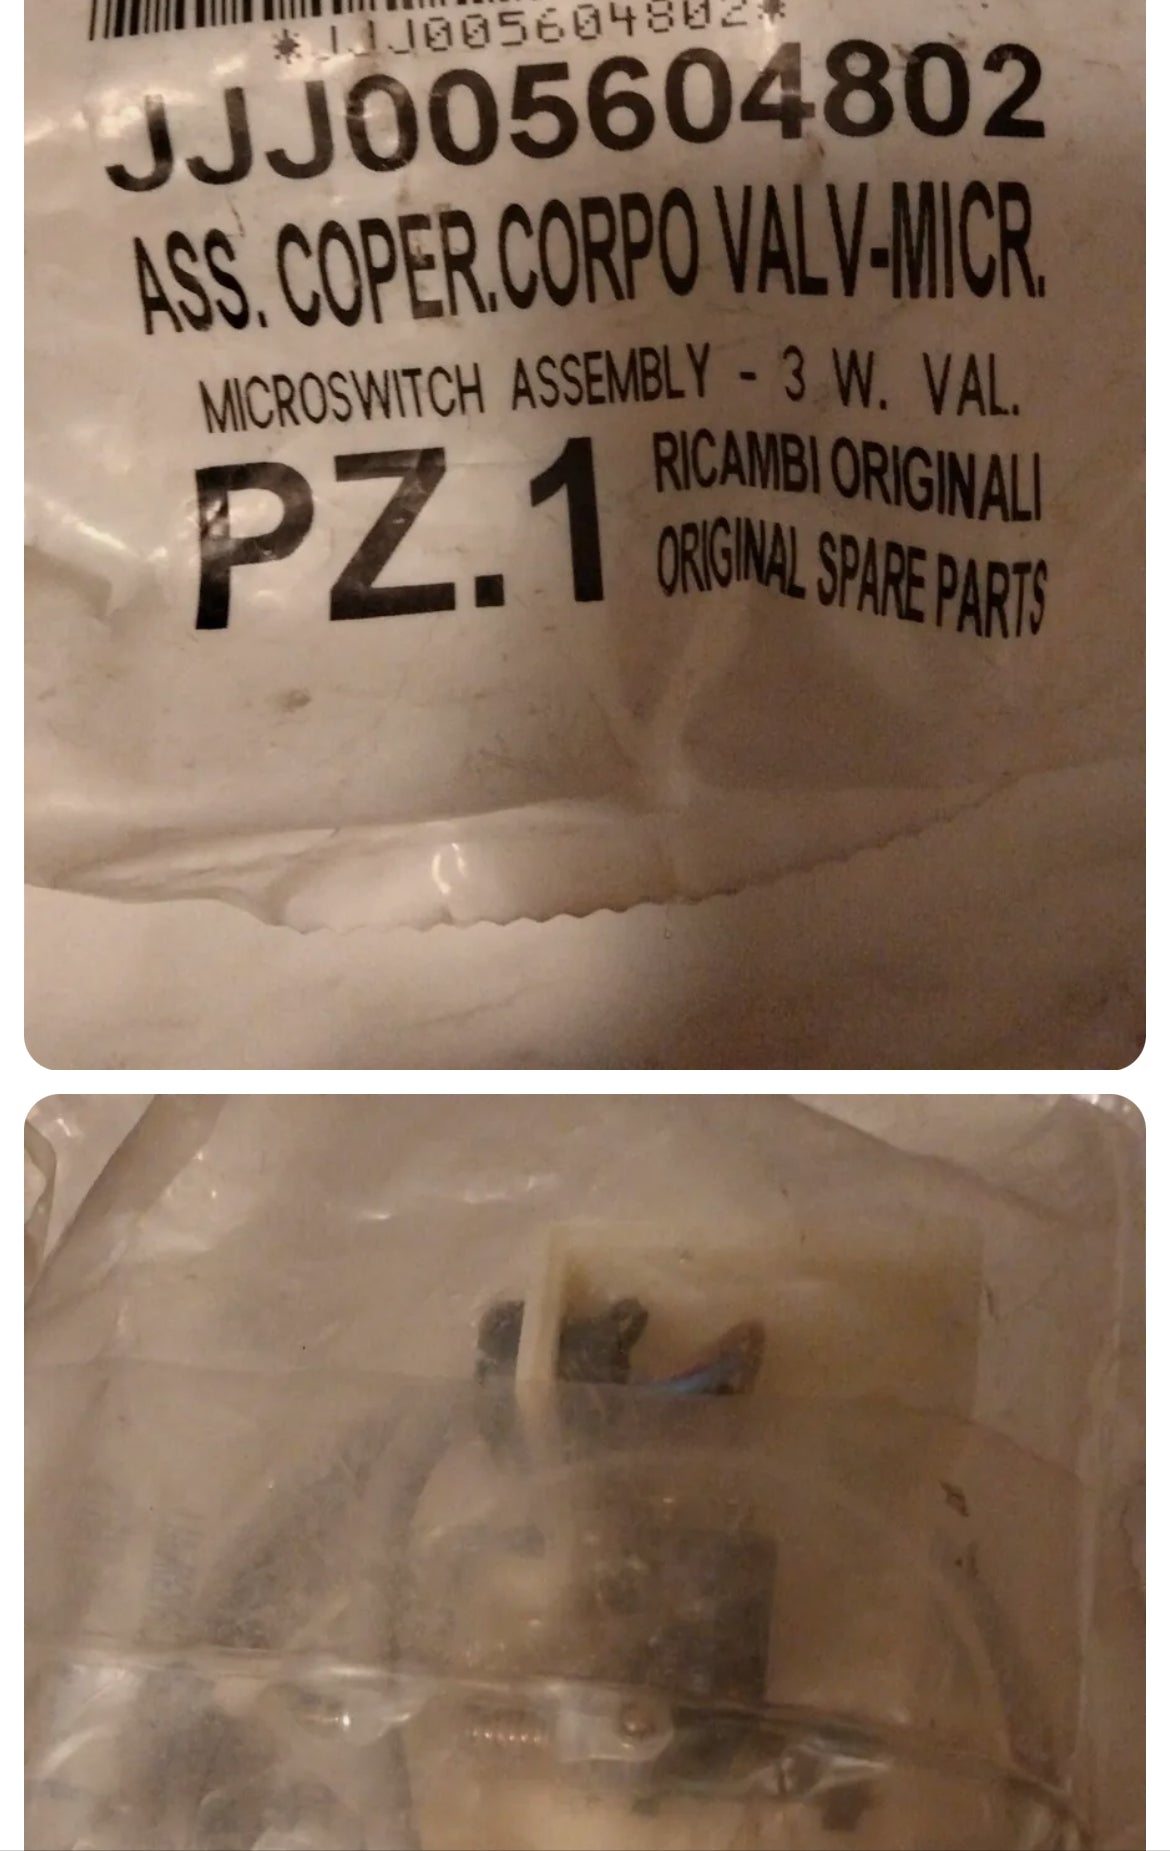 *JJJ005604802*
JJJ005604802
ASS. COPER.CORPO VALV-MICR.
MICROSWITCH ASSEMBLY - 3 W. VAL.
PZ.1
RICAMBI ORIGINALI
ORIGINAL SPARE PARTS